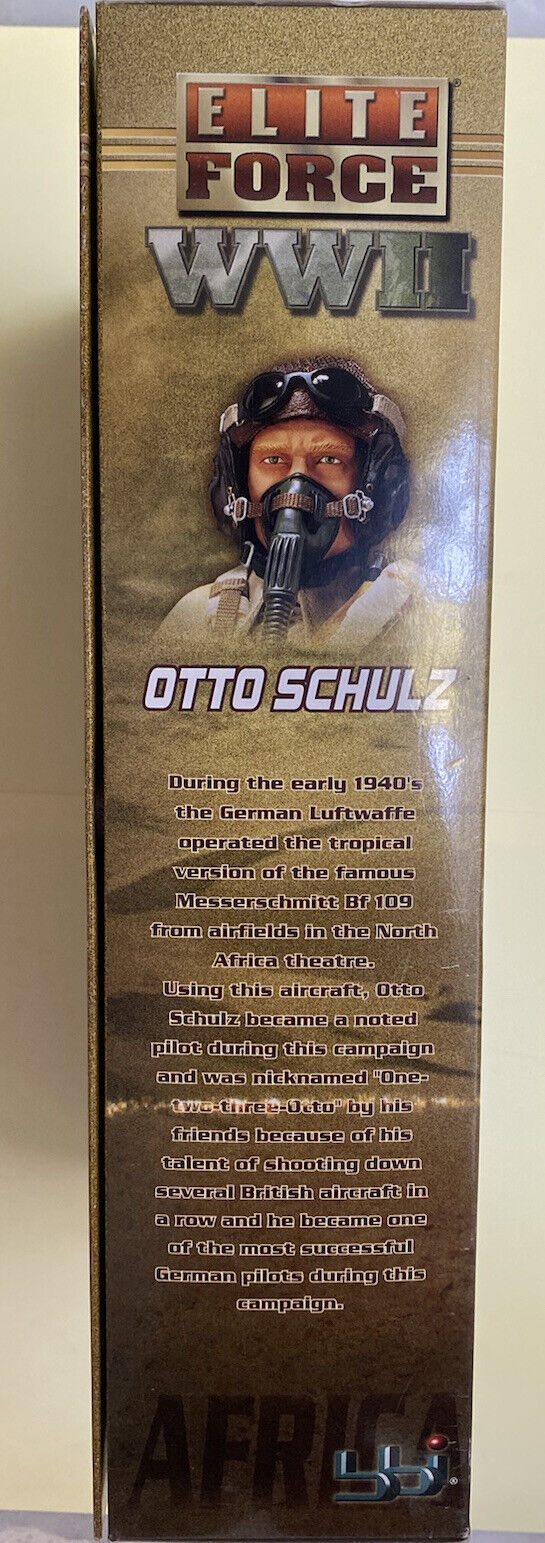 ELITE
FORCE
WWII
OTTO SCHULZ
During the early 1940's
the German Luftwaffe
operated the tropical
version of the famous
Messerschmitt Bf 109
from airfields in the North
Africa theatre.
Using this aircraft, Otto
Schulz became a noted
pilot during this campaign
and was nicknamed "One-
two-three-Otto" by his
friends because of his
talent of shooting down
several British aircraft in
a row and he became one
of the most successful
German pilots during this
campaign.
AFRICA
bbi®